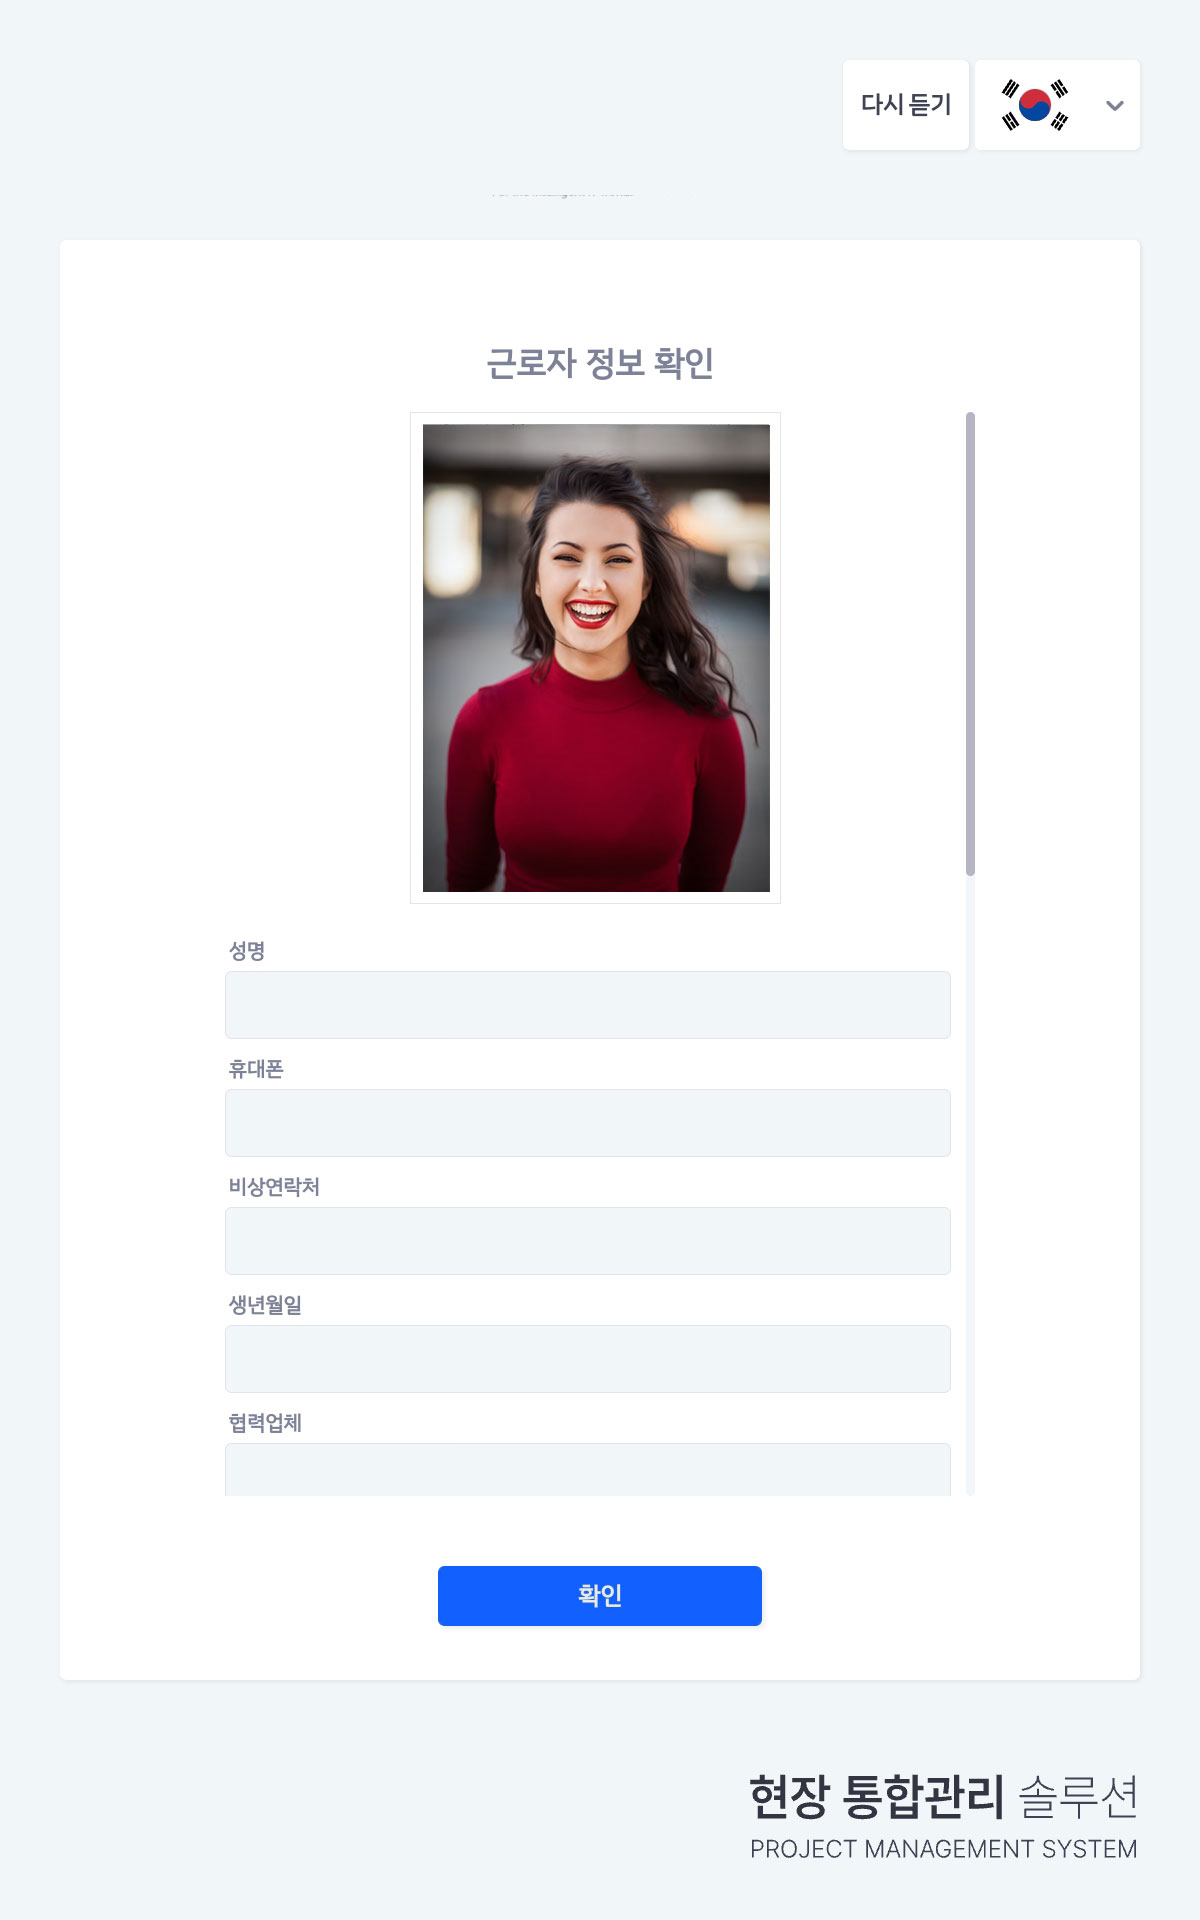 다시 듣기
근로자 정보 확인
성명
휴대폰
비상연락처
생년월일
협력업체
확인
현장 통합관리 솔루션
PROJECT MANAGEMENT SYSTEM